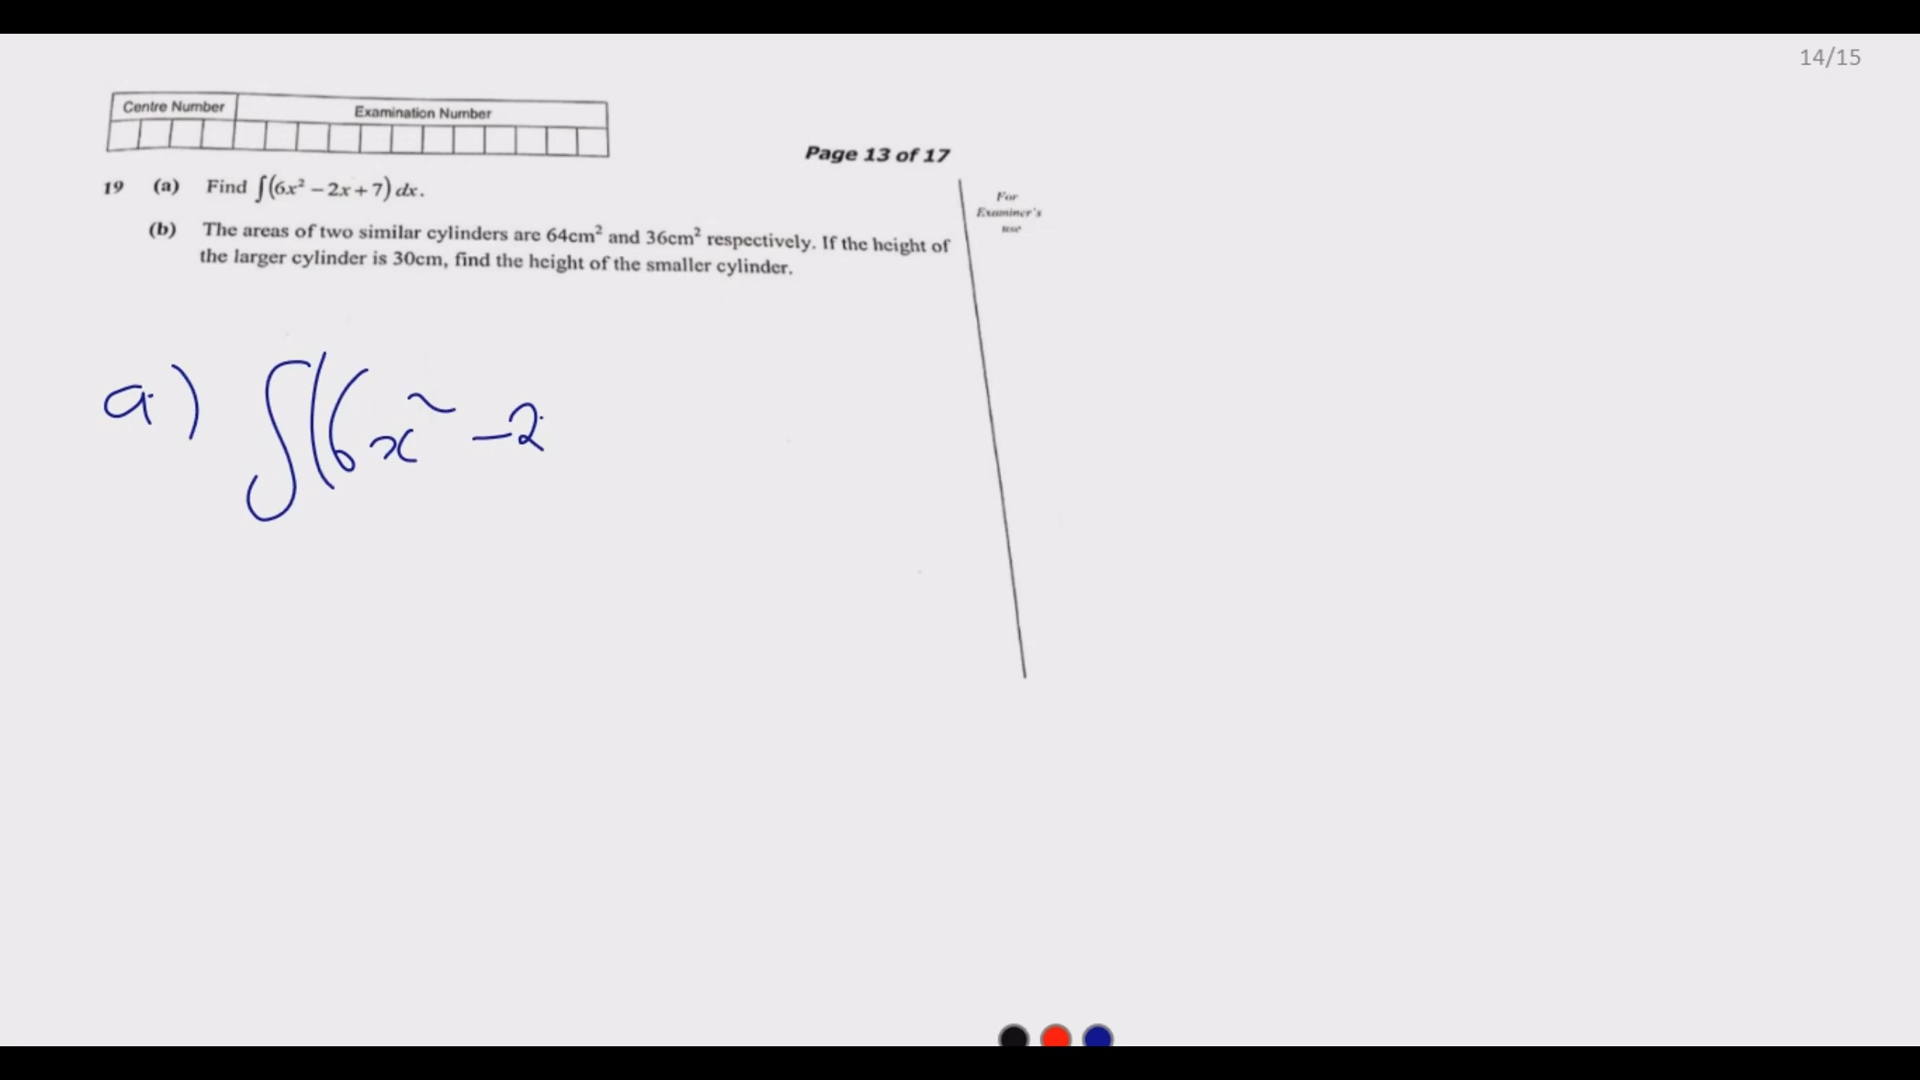 14/15
Centre Number Examination Number
Page 13 of 17
19 (a) Find ∫(6x² − 2x + 7) dx.
For
Examiner's
use
(b) The areas of two similar cylinders are 64cm² and 36cm² respectively. If the height of
the larger cylinder is 30cm, find the height of the smaller cylinder.
a) ∫(6x² − 2